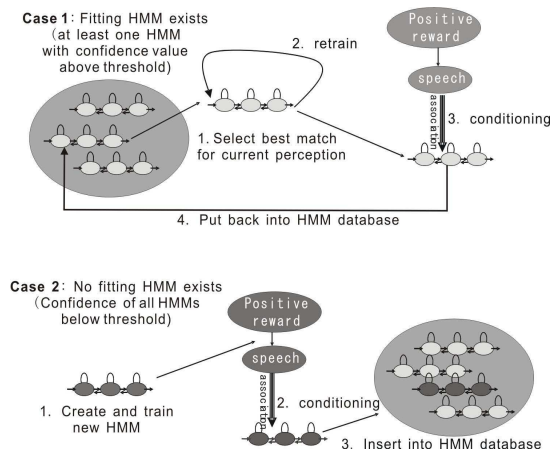 Case 1: Fitting HMM exists
(at least one HMM
with confidence value
above threshold)
2. retrain
Positive
reward
speech
association
3. conditioning
1. Select best match
for current perception
4. Put back into HMM database
Case 2: No fitting HMM exists
(Confidence of all HMMs
below threshold)
Positive
reward
speech
association
2. conditioning
1. Create and train
new HMM
3. Insert into HMM database